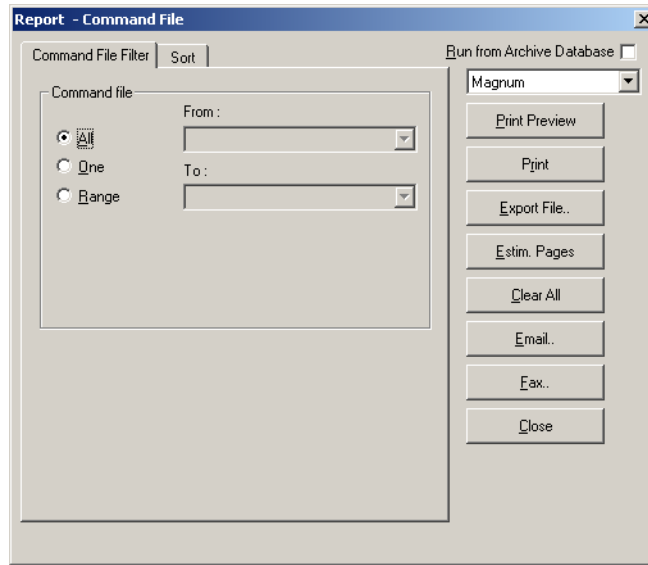 Report - Command File
Command File Filter
Sort
Run from Archive Database
Magnum
Command file
From :
All
One
To :
Range
Print Preview
Print
Export File..
Estim. Pages
Clear All
Email..
Fax..
Close